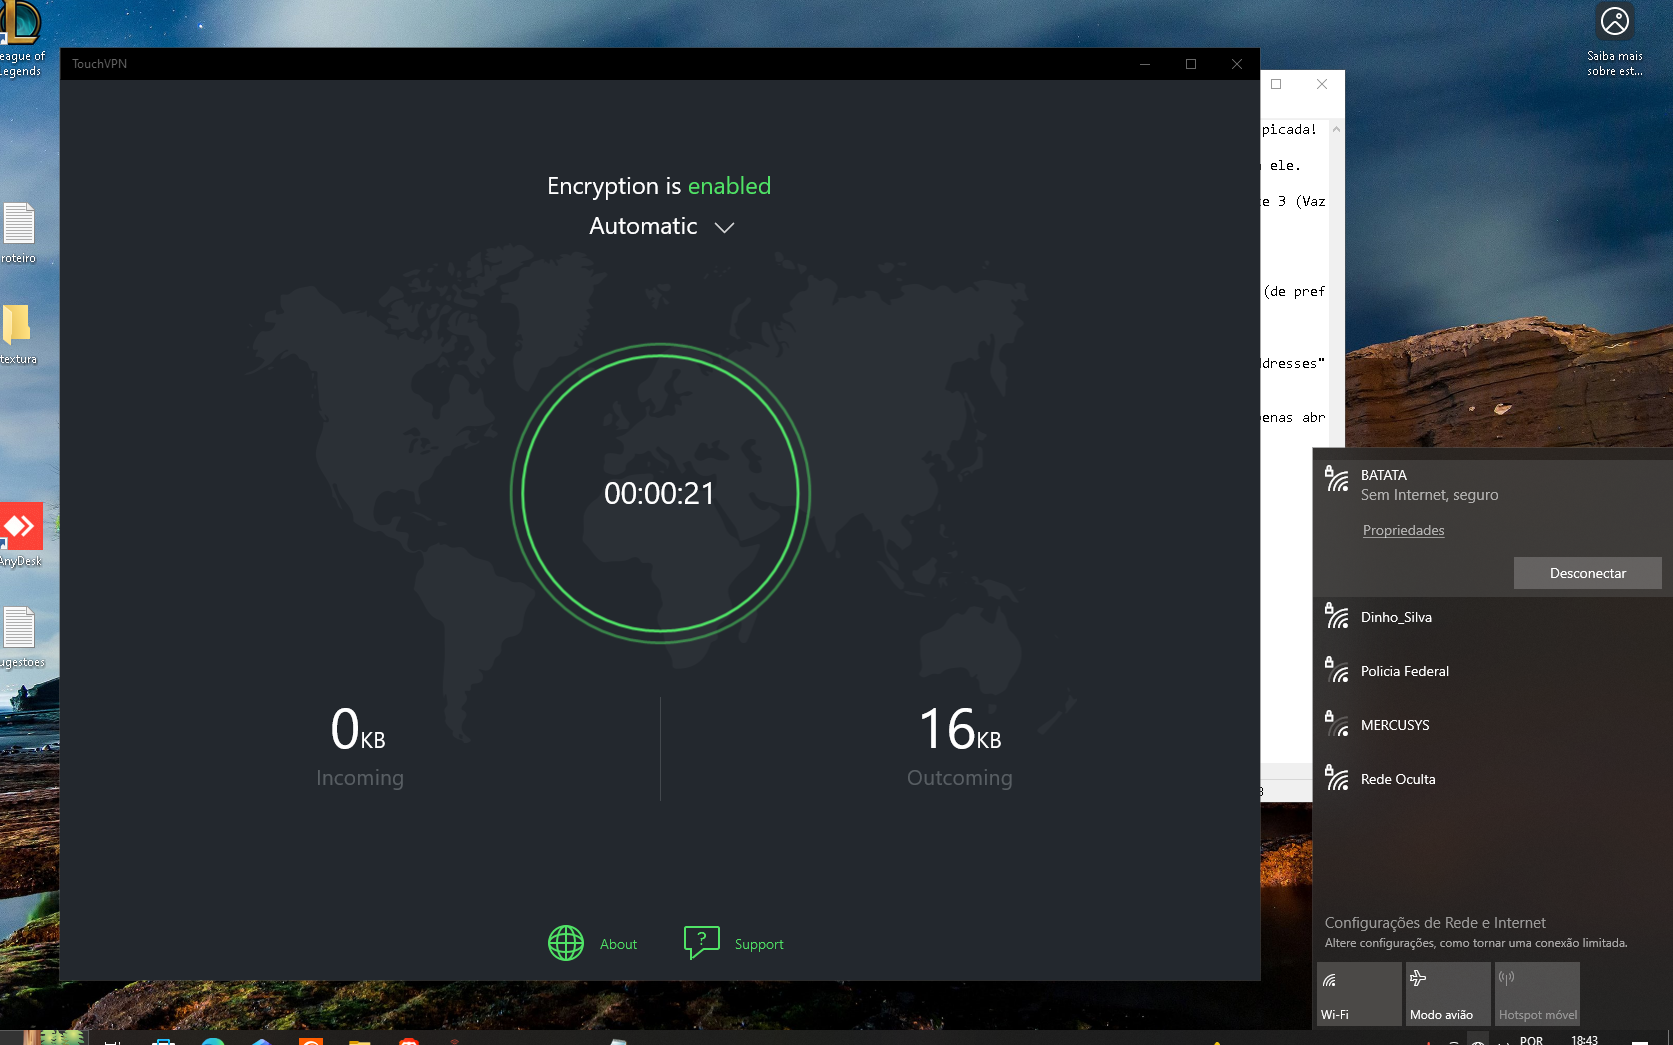 eague of
Legends
Saiba mais
sobre est...
TouchVPN
picada!
ele.
e 3 (Vaz
(de pref
ddresses"
enas abr
Encryption is enabled
Automatic
roteiro
textura
AnyDesk
ugestoes
00:00:21
0KB
Incoming
16KB
Outcoming
About
Support
BATATA
Sem Internet, seguro
Propriedades
Desconectar
Dinho_Silva
Policia Federal
MERCUSYS
Rede Oculta
Configurações de Rede e Internet
Altere configurações, como tornar uma conexão limitada.
Wi-Fi
Modo avião
Hotspot móvel
POR
18:43